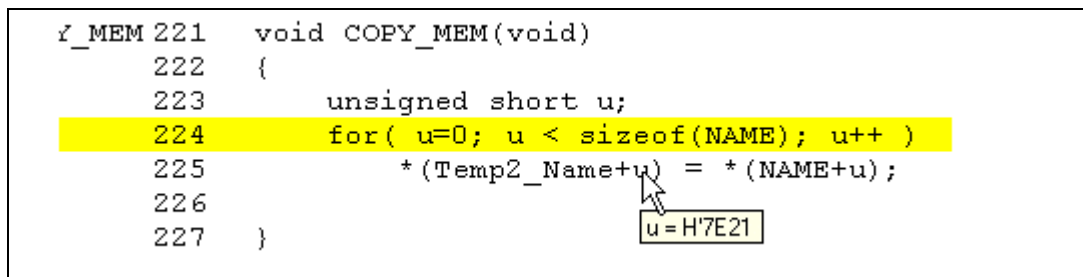 Y_MEM 221 void COPY_MEM(void)
222 {
223 unsigned short u;
224 for( u=0; u < sizeof(NAME); u++ )
225 *(Temp2_Name+u) = *(NAME+u);
226
u = H'7E21
227 }